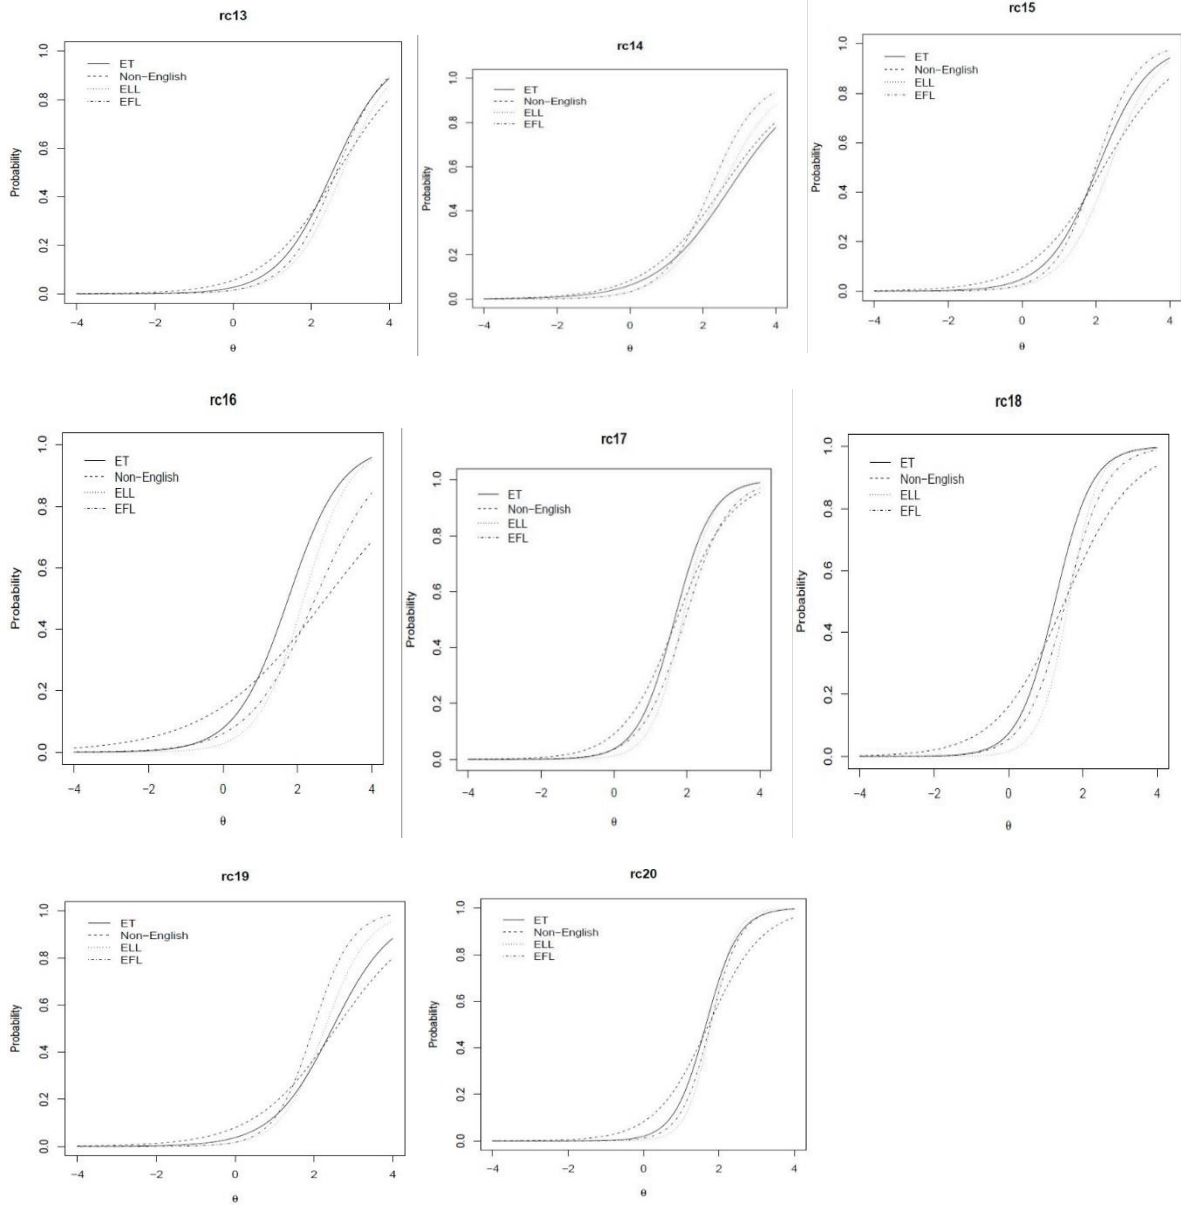 rc13
1.0
0.8
0.6
0.4
0.2
0.0
Probability
ET
Non−English
ELL
EFL
−4 −2 0 2 4
θ
rc14
1.0
0.8
0.6
0.4
0.2
0.0
Probability
ET
Non−English
ELL
EFL
−4 −2 0 2 4
θ
rc15
1.0
0.8
0.6
0.4
0.2
0.0
Probability
ET
Non−English
ELL
EFL
−4 −2 0 2 4
θ
rc16
1.0
0.8
0.6
0.4
0.2
0.0
Probability
ET
Non−English
ELL
EFL
−4 −2 0 2 4
θ
rc17
1.0
0.8
0.6
0.4
0.2
0.0
Probability
ET
Non−English
ELL
EFL
−4 −2 0 2 4
θ
rc18
1.0
0.8
0.6
0.4
0.2
0.0
Probability
ET
Non−English
ELL
EFL
−4 −2 0 2 4
θ
rc19
1.0
0.8
0.6
0.4
0.2
0.0
Probability
ET
Non−English
ELL
EFL
−4 −2 0 2 4
θ
rc20
1.0
0.8
0.6
0.4
0.2
0.0
Probability
ET
Non−English
ELL
EFL
−4 −2 0 2 4
θ